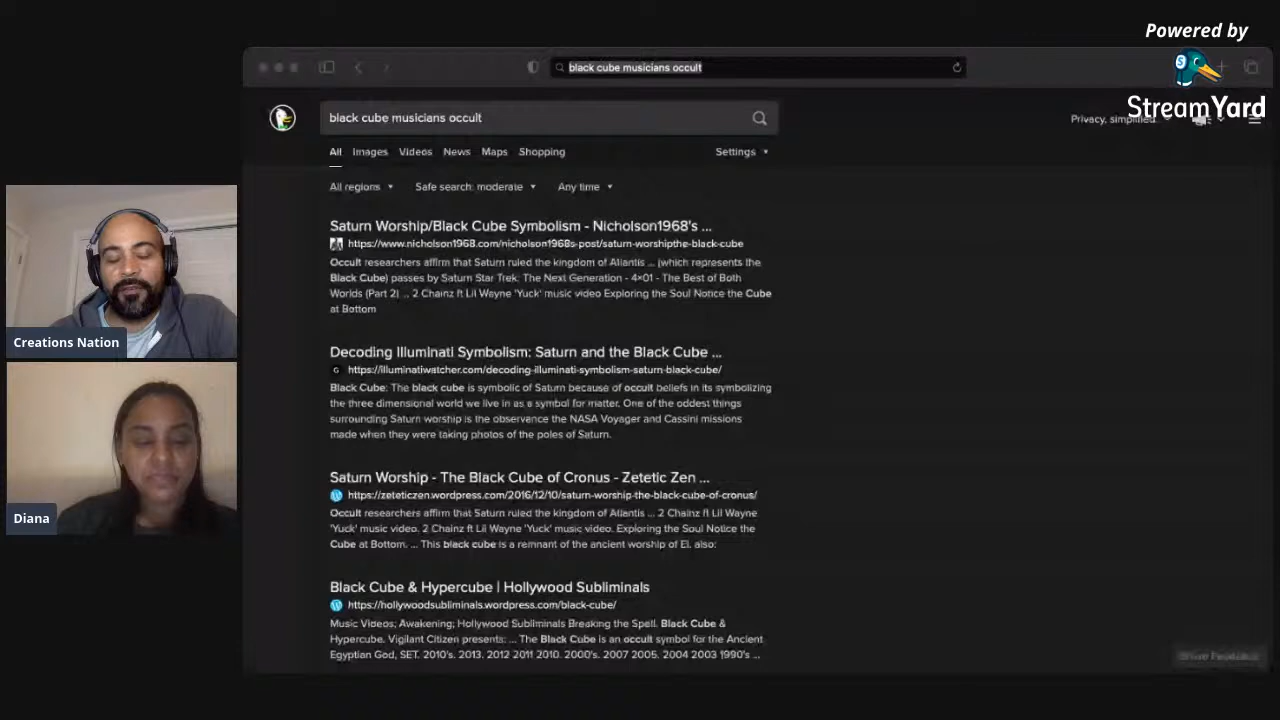 Powered by
StreamYard
black cube musicians occult
black cube musicians occult
Privacy, simplified.
All Images Videos News Maps Shopping Settings
All regions Safe search: moderate Any time
Saturn Worship/Black Cube Symbolism - Nicholson1968's ...
https://www.nicholson1968.com/nicholson1968s-post/saturn-worshipthe-black-cube
Occult researchers affirm that Saturn ruled the kingdom of Atlantis ... (which represents the
Black Cube) passes by Saturn Star Trek: The Next Generation - 4×01 - The Best of Both
Worlds (Part 2) ... 2 Chainz ft Lil Wayne 'Yuck' music video Exploring the Soul Notice the Cube
at Bottom
Decoding Illuminati Symbolism: Saturn and the Black Cube ...
https://illuminatiwatcher.com/decoding-illuminati-symbolism-saturn-black-cube/
Black Cube: The black cube is symbolic of Saturn because of occult beliefs in its symbolizing
the three dimensional world we live in as a symbol for matter. One of the oddest things
surrounding Saturn worship is the observance the NASA Voyager and Cassini missions
made when they were taking photos of the poles of Saturn.
Creations Nation
Saturn Worship - The Black Cube of Cronus - Zetetic Zen ...
https://zeteticzen.wordpress.com/2016/12/10/saturn-worship-the-black-cube-of-cronus/
Occult researchers affirm that Saturn ruled the kingdom of Atlantis ... 2 Chainz ft Lil Wayne
'Yuck' music video. 2 Chainz ft Lil Wayne 'Yuck' music video. Exploring the Soul Notice the
Cube at Bottom. ... This black cube is a remnant of the ancient worship of El. also:
Diana
Black Cube & Hypercube | Hollywood Subliminals
https://hollywoodsubliminals.wordpress.com/black-cube/
Music Videos; Awakening; Hollywood Subliminals Breaking the Spell. Black Cube &
Hypercube. Vigilant Citizen presents: ... The Black Cube is an occult symbol for the Ancient
Egyptian God, SET. 2010's. 2013. 2012 2011 2010. 2000's. 2007 2005. 2004 2003 1990's ...